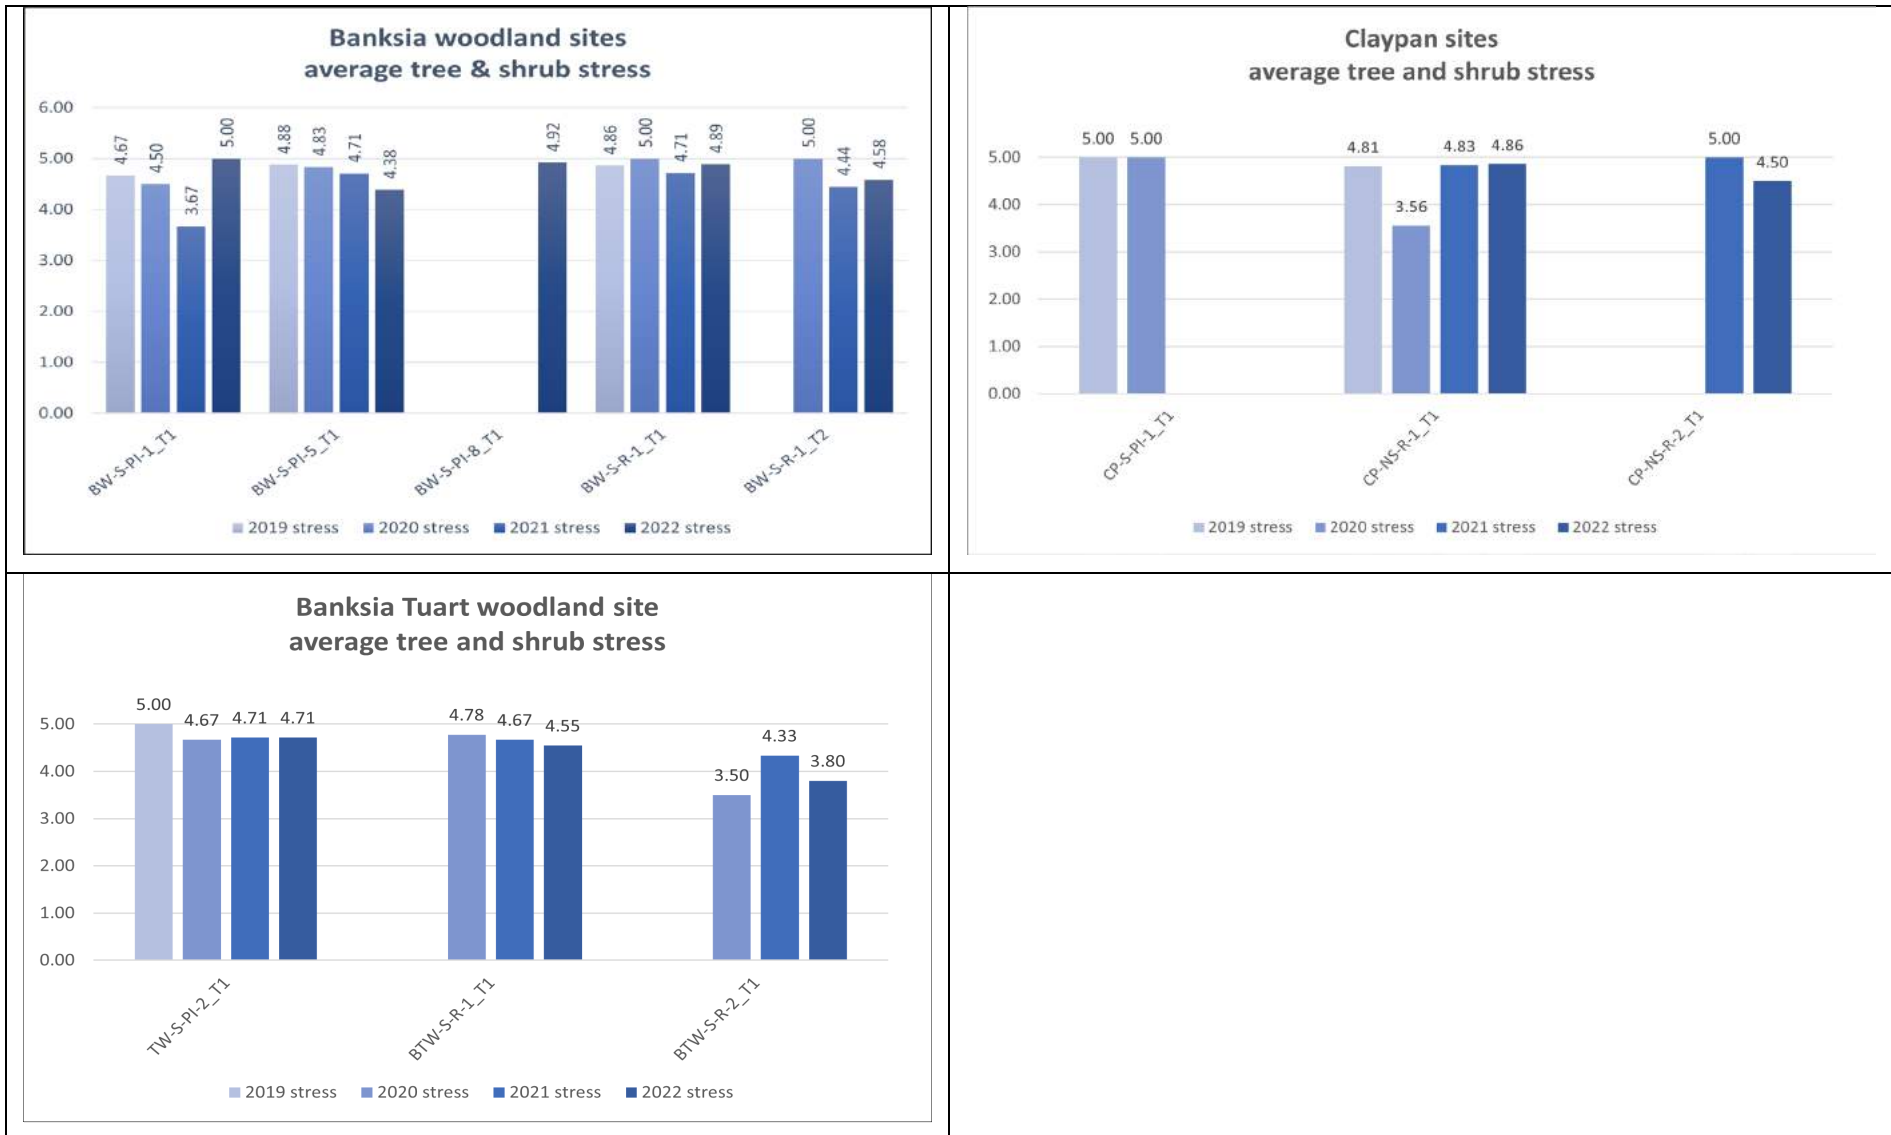 Banksia woodland sites
average tree & shrub stress
6.00
5.00
4.00
3.00
2.00
1.00
0.00
4.67
4.50
3.67
5.00
4.88
4.83
4.71
4.38
4.92
4.86
5.00
4.71
4.89
5.00
4.44
4.58
BW-S-PI-1_T1
BW-S-PI-5_T1
BW-S-PI-8_T1
BW-S-R-1_T1
BW-S-R-1_T2
2019 stress 2020 stress 2021 stress 2022 stress
Claypan sites
average tree and shrub stress
5.00
4.00
3.00
2.00
1.00
0.00
5.00 5.00
4.81
3.56
4.83 4.86
5.00
4.50
CP-S-PI-1_T1
CP-NS-R-1_T1
CP-NS-R-2_T1
2019 stress 2020 stress 2021 stress 2022 stress
Banksia Tuart woodland site
average tree and shrub stress
5.00
4.00
3.00
2.00
1.00
0.00
5.00
4.67 4.71 4.71
4.78 4.67 4.55
3.50
4.33
3.80
TW-S-PI-2_T1
BTW-S-R-1_T1
BTW-S-R-2_T1
2019 stress 2020 stress 2021 stress 2022 stress